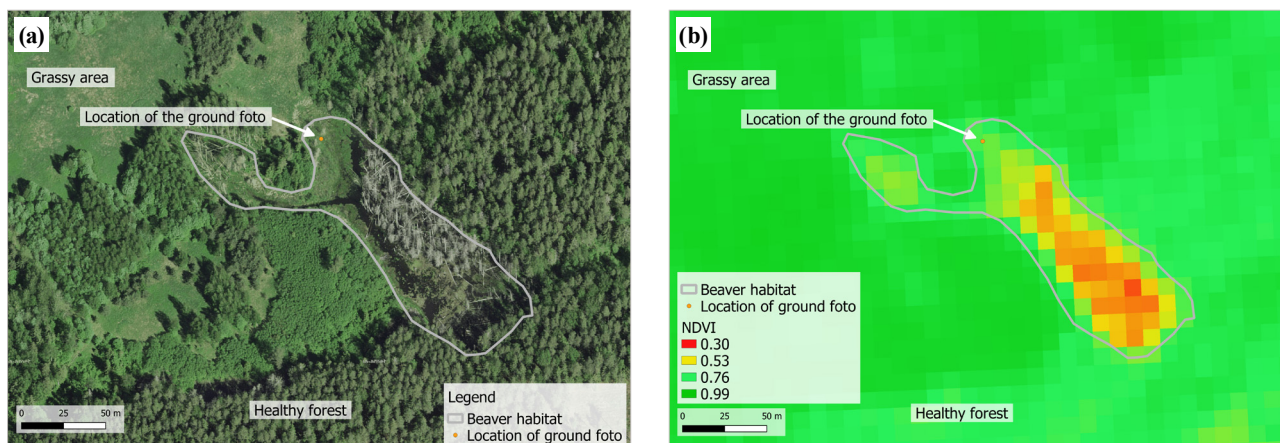 (a)
Grassy area
Location of the ground foto
Healthy forest
0 25 50 m
Legend
Beaver habitat
Location of ground foto
(b)
Grassy area
Location of the ground foto
Beaver habitat
Location of ground foto
NDVI
0.30
0.53
0.76
0.99
0 25 50 m
Healthy forest